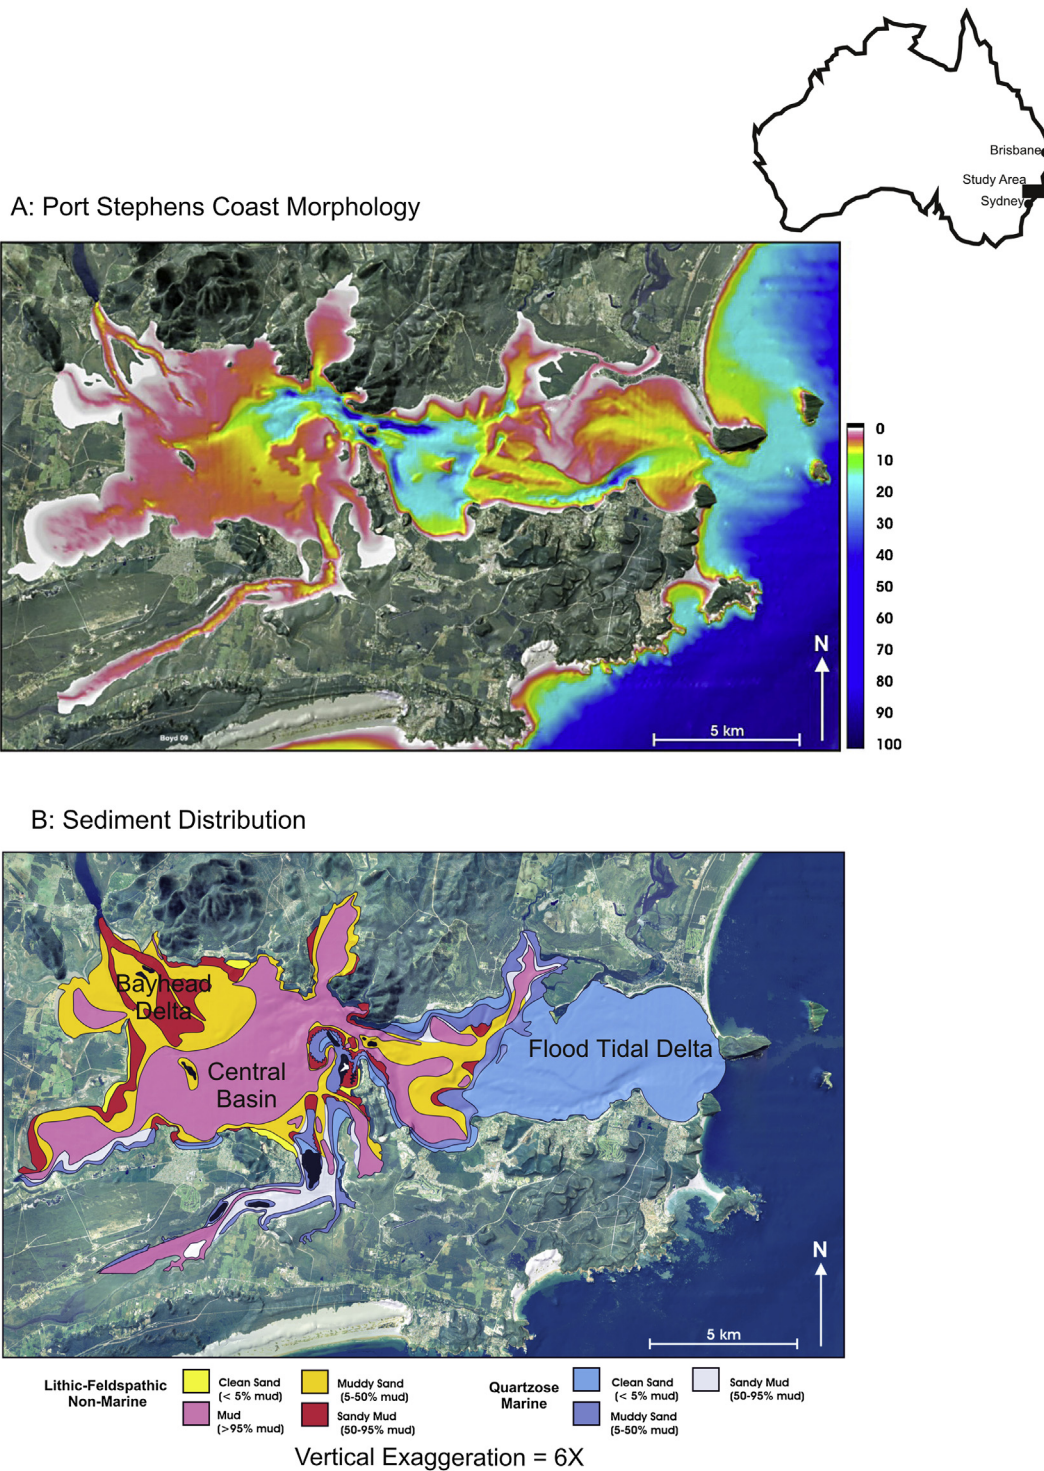 Brisbane
Study Area
Sydney
A: Port Stephens Coast Morphology
0
10
20
30
40
50
60
70
80
90
100
N
5 km
Boyd 09
B: Sediment Distribution
Bayhead
Delta
Central
Basin
Flood Tidal Delta
N
5 km
Lithic-Feldspathic
Non-Marine
Clean Sand
(< 5% mud)
Mud
(>95% mud)
Muddy Sand
(5-50% mud)
Sandy Mud
(50-95% mud)
Quartzose
Marine
Clean Sand
(< 5% mud)
Muddy Sand
(5-50% mud)
Sandy Mud
(50-95% mud)
Vertical Exaggeration = 6X